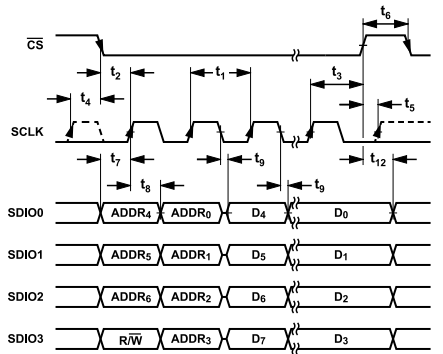 t6
CS
t2
t1
t3
t4
t5
SCLK
t7
t9
t12
t8
t9
SDIO0 ADDR4 ADDR0 D4 D0
SDIO1 ADDR5 ADDR1 D5 D1
SDIO2 ADDR6 ADDR2 D6 D2
SDIO3 R/W ADDR3 D7 D3